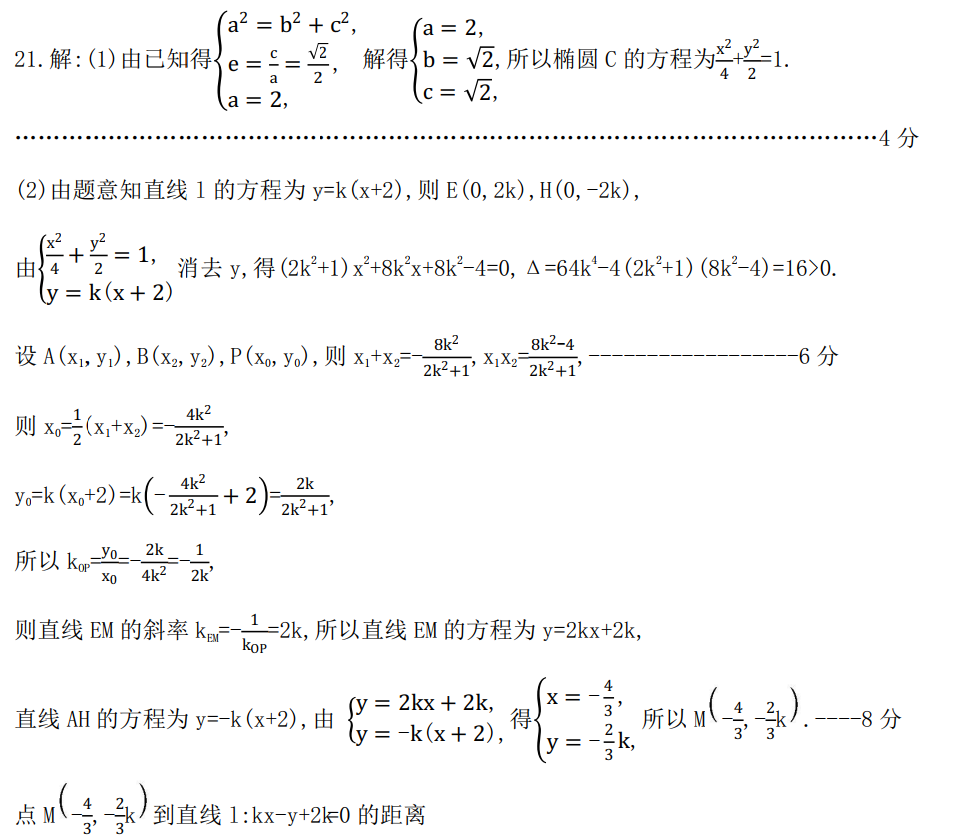 21.解:(1)由已知得{a²=b²+c², e=c/a=√2/2, a=2, 解得{a=2, b=√2, c=√2, 所以椭圆C的方程为x²/4+y²/2=1.
……………………………………………………………………………………………………4分
(2)由题意知直线l的方程为y=k(x+2),则E(0,2k),H(0,-2k),
由{x²/4+y²/2=1, y=k(x+2) 消去y,得(2k²+1)x²+8k²x+8k²-4=0, Δ=64k⁴-4(2k²+1)(8k²-4)=16>0.
设A(x₁,y₁),B(x₂,y₂),P(x₀,y₀),则x₁+x₂=-8k²/(2k²+1), x₁x₂=(8k²-4)/(2k²+1), ------------------6分
则x₀=1/2(x₁+x₂)=-4k²/(2k²+1),
y₀=k(x₀+2)=k(-4k²/(2k²+1)+2)=2k/(2k²+1),
所以k_OP=y₀/x₀=-2k/4k²=-1/2k,
则直线EM的斜率k_EM=-1/k_OP=2k,所以直线EM的方程为y=2kx+2k,
直线AH的方程为y=-k(x+2),由{y=2kx+2k, y=-k(x+2), 得{x=-4/3, y=-2/3k, 所以M(-4/3,-2/3k).----8分
点M(-4/3,-2/3k)到直线l:kx-y+2k=0的距离